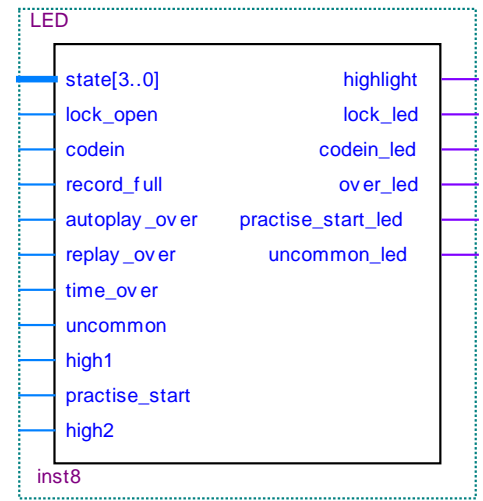 LED
state[3..0] highlight
lock_open lock_led
codein codein_led
record_full over_led
autoplay_over practise_start_led
replay_over uncommon_led
time_over
uncommon
high1
practise_start
high2
inst8